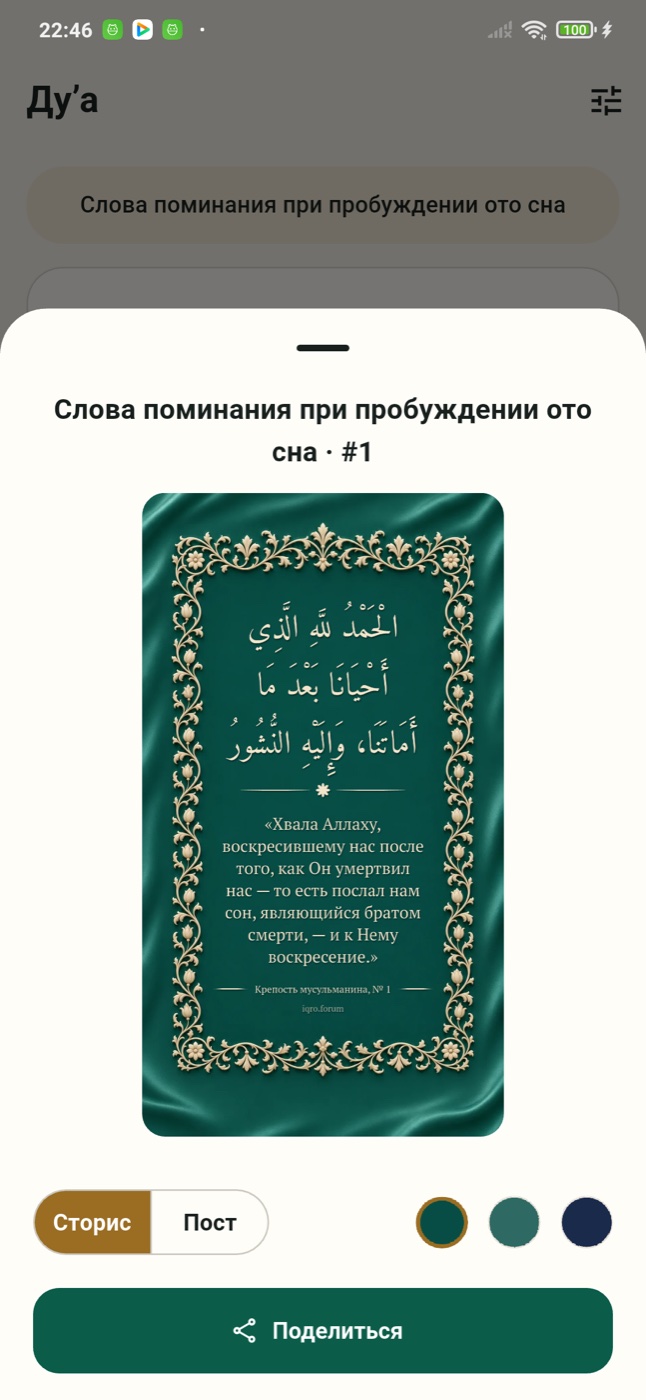 22:46
100
Ду’а
Слова поминания при пробуждении ото сна
Слова поминания при пробуждении ото
сна · #1
الْحَمْدُ لِلَّهِ الَّذِي
أَحْيَانَا بَعْدَ مَا
أَمَاتَنَا، وَإِلَيْهِ النُّشُورُ
«Хвала Аллаху,
воскресившему нас после
того, как Он умертвил
нас — то есть послал нам
сон, являющийся братом
смерти, — и к Нему
воскресение.»
Крепость мусульманина, № 1
iqro.forum
Сторис
Пост
Поделиться